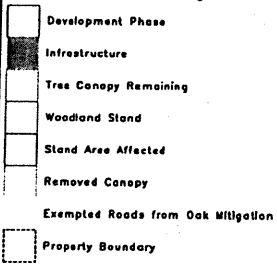 Development Phase
Infrastructure
Tree Canopy Remaining
Woodland Stand
Stand Area Affected
Removed Canopy
Exempted Roads from Oak Mitigation
Property Boundary